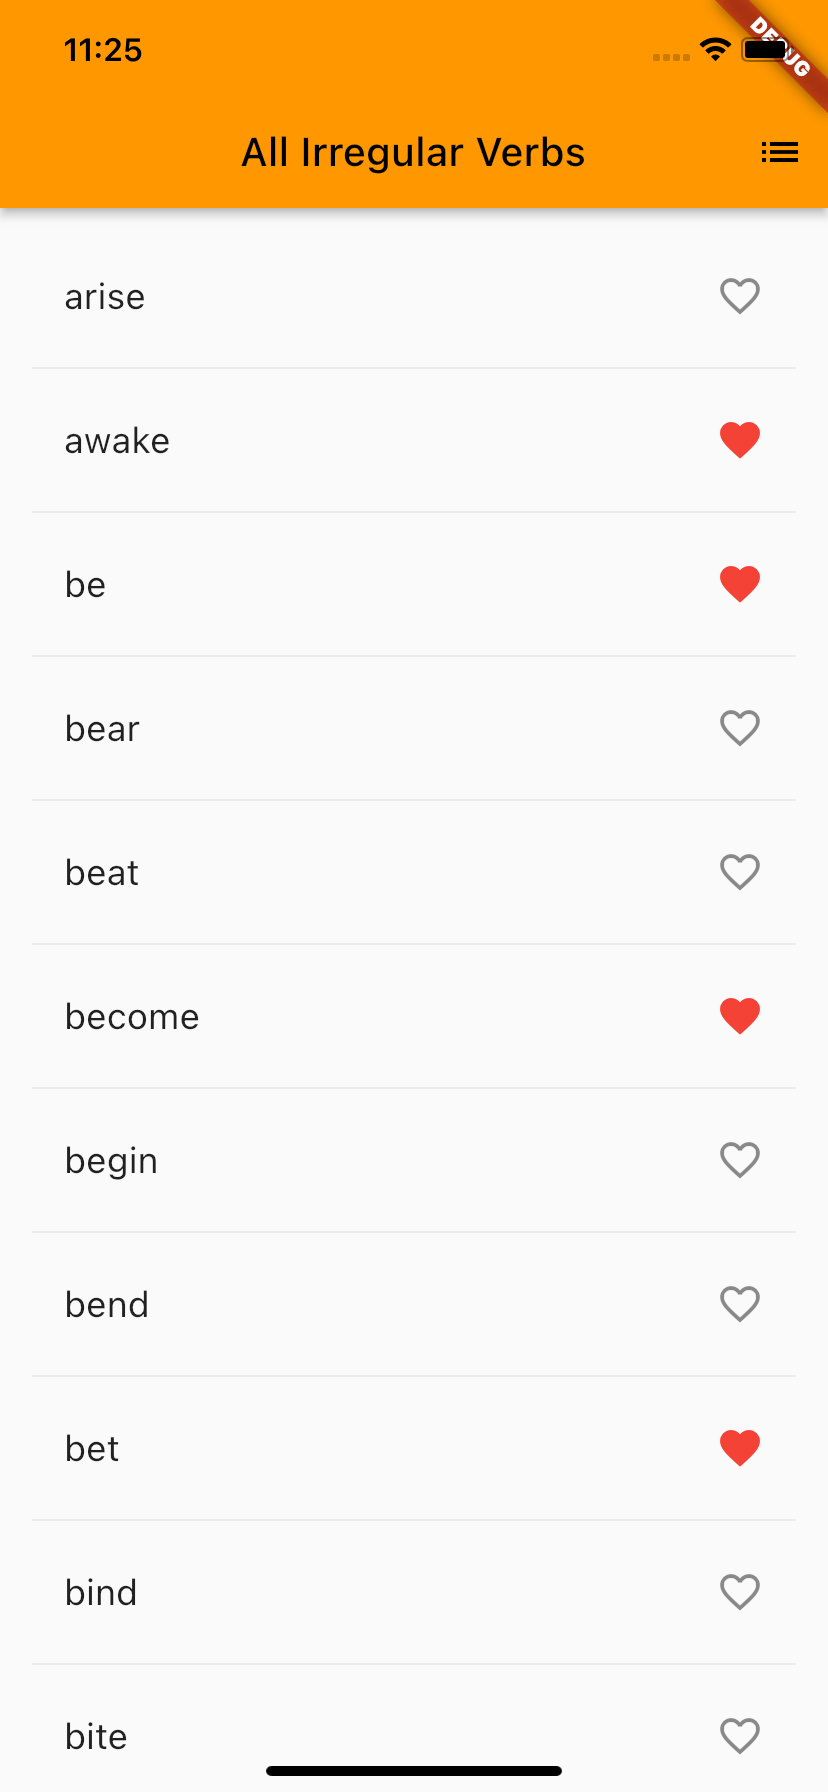 11:25
DEBUG
All Irregular Verbs
arise
awake
be
bear
beat
become
begin
bend
bet
bind
bite